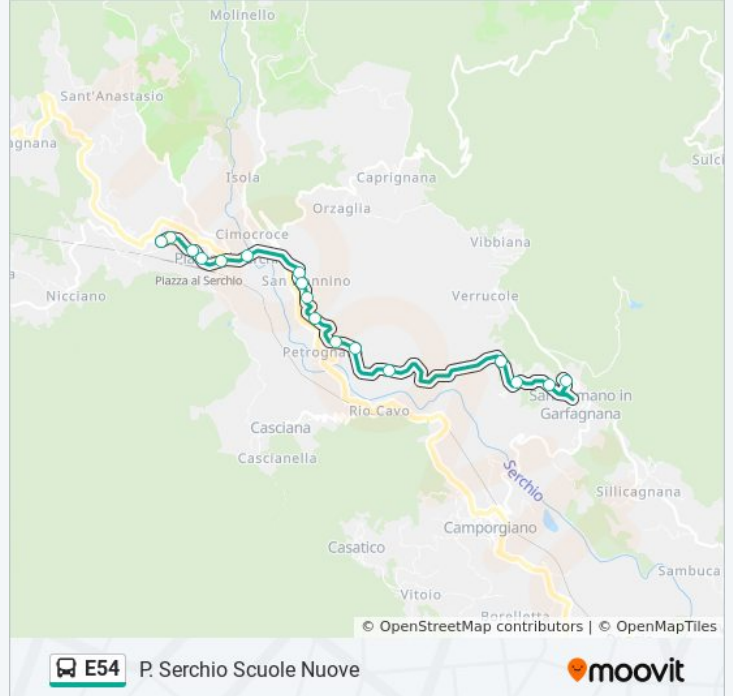 Molinello
Sant'Anastasio
agnana
Sulci
Isola
Caprignana
Orzaglia
Cimocroce
Vibbiana
Piazza al Serchio
Nicciano
Verrucole
Petrogna
Rio Cavo
Garfagnana
Casciana
Cascianella
Serchio
Sillicagnana
Camporgiano
Casatico
Sambuca
Vitoio
© OpenStreetMap contributors | © OpenMapTiles
E54 P. Serchio Scuole Nuove
moovit